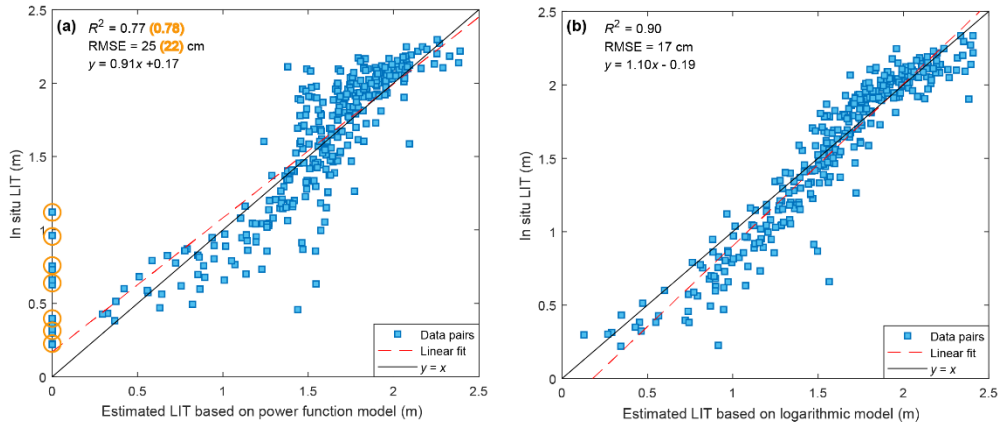 (a)
R² = 0.77 (0.78)
RMSE = 25 (22) cm
y = 0.91x +0.17
In situ LIT (m)
2.5
2
1.5
1
0.5
0
0
0.5
1
1.5
2
2.5
Data pairs
Linear fit
y = x
Estimated LIT based on power function model (m)
(b)
R² = 0.90
RMSE = 17 cm
y = 1.10x - 0.19
In situ LIT (m)
2.5
2
1.5
1
0.5
0
0
0.5
1
1.5
2
2.5
Data pairs
Linear fit
y = x
Estimated LIT based on logarithmic model (m)